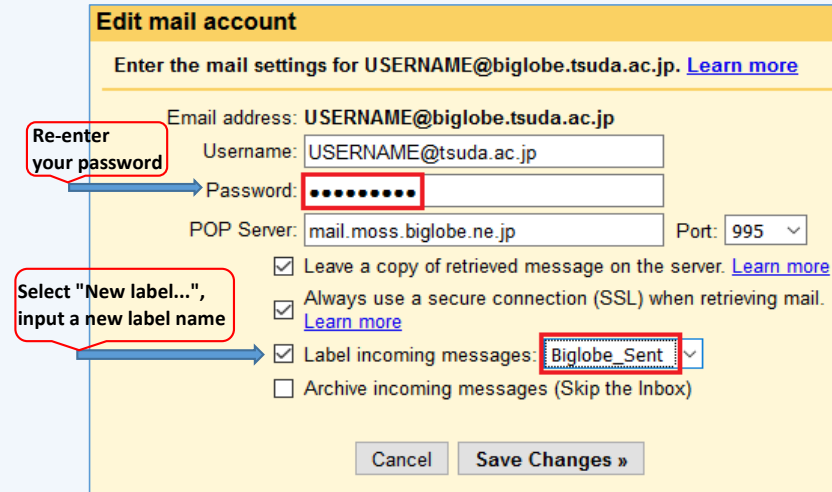 Edit mail account
Enter the mail settings for USERNAME@biglobe.tsuda.ac.jp. Learn more
Email address: USERNAME@biglobe.tsuda.ac.jp
Re-enter
your password
Username: USERNAME@tsuda.ac.jp
Password: ●●●●●●●●●
POP Server: mail.moss.biglobe.ne.jp Port: 995
Leave a copy of retrieved message on the server. Learn more
Select "New label...",
input a new label name
Always use a secure connection (SSL) when retrieving mail.
Learn more
Label incoming messages: Biglobe_Sent
Archive incoming messages (Skip the Inbox)
Cancel Save Changes »